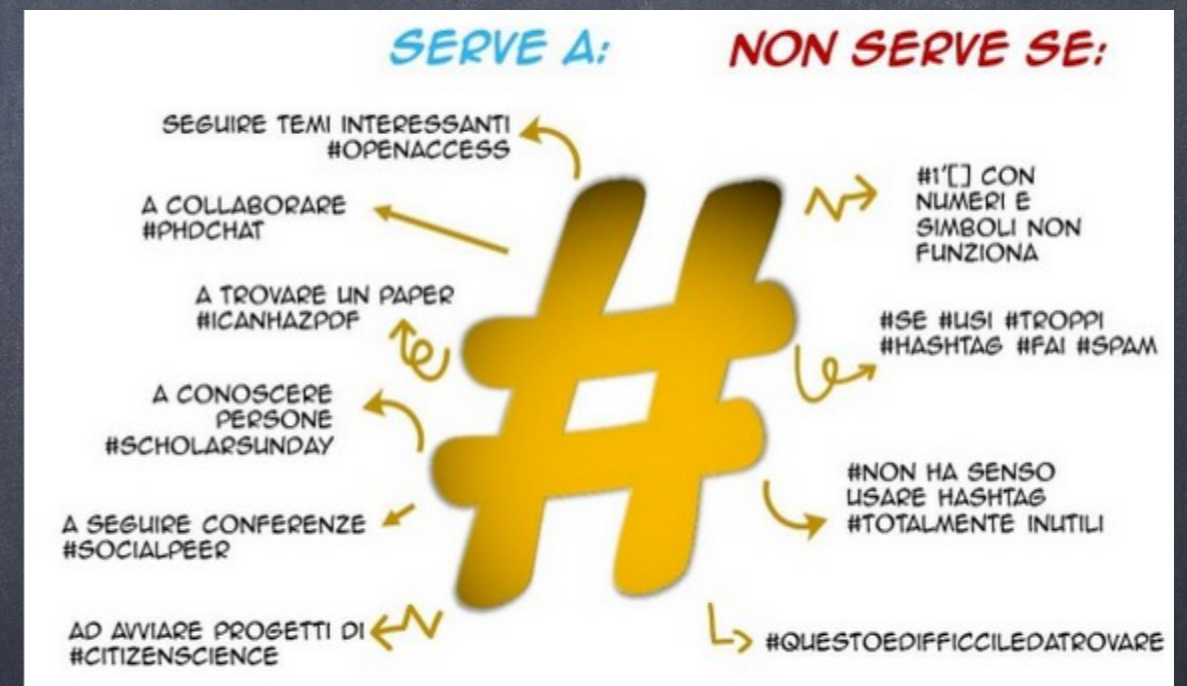 SERVE A:
SEGUIRE TEMI INTERESSANTI
#OPENACCESS
A COLLABORARE
#PHDCHAT
A TROVARE UN PAPER
#ICANHAZPDF
A CONOSCERE
PERSONE
#SCHOLARSUNDAY
A SEGUIRE CONFERENZE
#SOCIALPEER
AD AVVIARE PROGETTI DI
#CITIZENSCIENCE
NON SERVE SE:
#1'[] CON
NUMERI E
SIMBOLI NON
FUNZIONA
#SE #USI #TROPPI
#HASHTAG #FAI #SPAM
#NON HA SENSO
USARE HASHTAG
#TOTALMENTE INUTILI
#QUESTOEDIFFICCILEDATROVARE
#